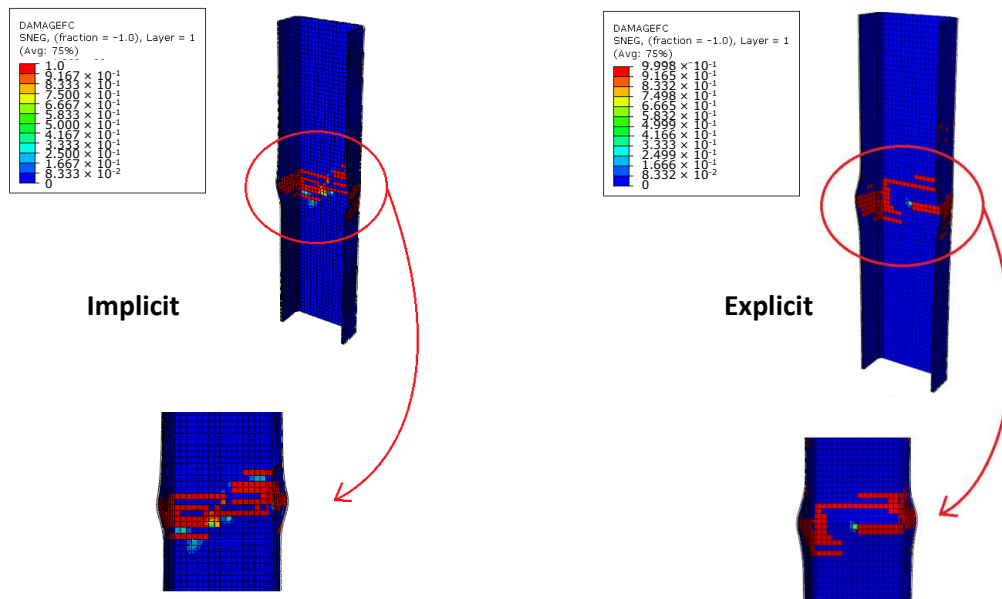 DAMAGEFC
SNEG, (fraction = −1.0), Layer = 1
(Avg: 75%)
1.0
9.167 × 10⁻¹
8.333 × 10⁻¹
7.500 × 10⁻¹
6.667 × 10⁻¹
5.833 × 10⁻¹
5.000 × 10⁻¹
4.167 × 10⁻¹
3.333 × 10⁻¹
2.500 × 10⁻¹
1.667 × 10⁻¹
8.333 × 10⁻²
0
Implicit
DAMAGEFC
SNEG, (fraction = −1.0), Layer = 1
(Avg: 75%)
9.998 × 10⁻¹
9.165 × 10⁻¹
8.332 × 10⁻¹
7.498 × 10⁻¹
6.665 × 10⁻¹
5.832 × 10⁻¹
4.999 × 10⁻¹
4.166 × 10⁻¹
3.333 × 10⁻¹
2.499 × 10⁻¹
1.666 × 10⁻¹
8.332 × 10⁻²
0
Explicit